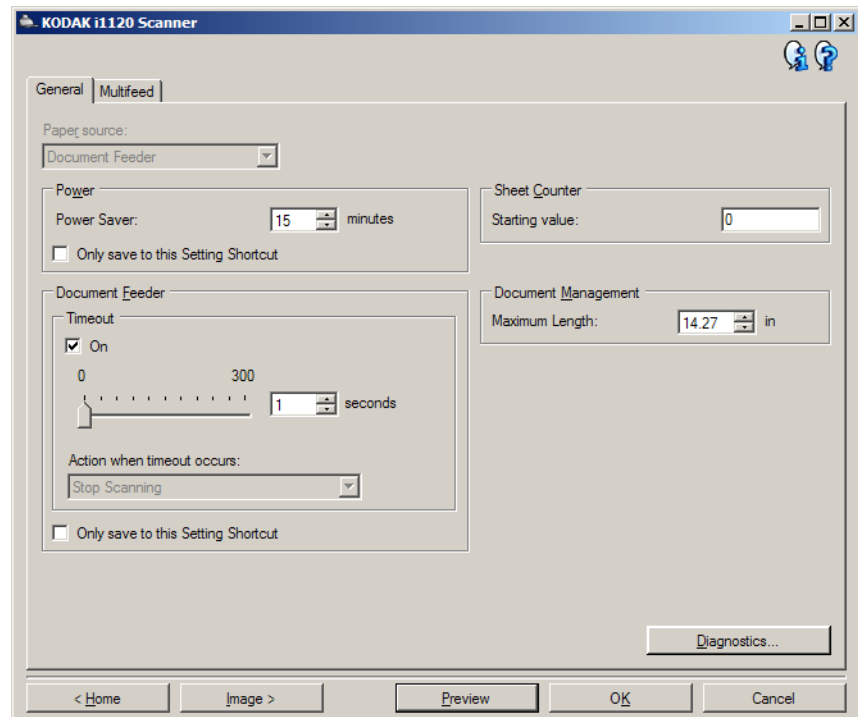 KODAK i1120 Scanner
General
Multifeed
Paper source:
Document Feeder
Power
Power Saver: 15 minutes
Only save to this Setting Shortcut
Sheet Counter
Starting value: 0
Document Feeder
Timeout
On
0 300
1 seconds
Action when timeout occurs:
Stop Scanning
Only save to this Setting Shortcut
Document Management
Maximum Length: 14.27 in
Diagnostics...
< Home
Image >
Preview
OK
Cancel